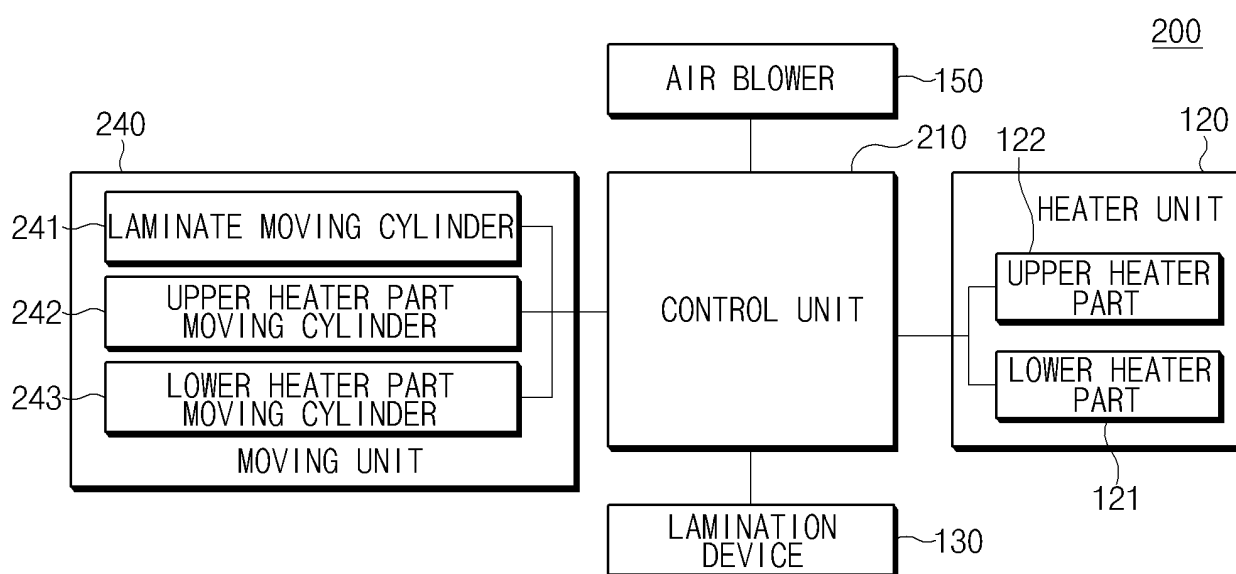 200
AIR BLOWER
150
240
210
122
120
241
LAMINATE MOVING CYLINDER
HEATER UNIT
242
UPPER HEATER PART
MOVING CYLINDER
CONTROL UNIT
UPPER HEATER
PART
243
LOWER HEATER PART
MOVING CYLINDER
LOWER HEATER
PART
MOVING UNIT
121
LAMINATION
DEVICE
130